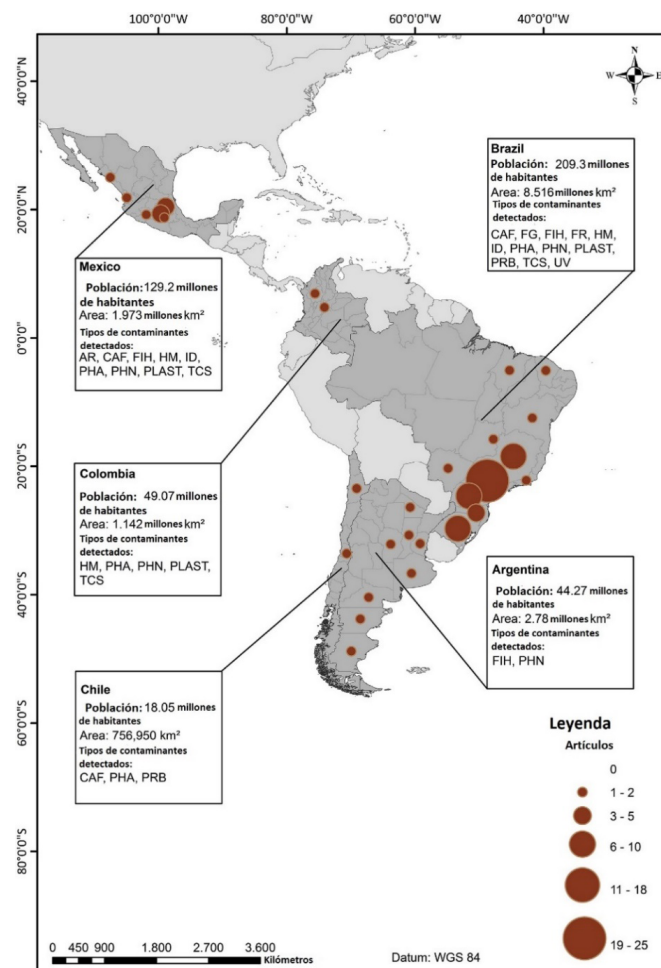 100°0'0"W
80°0'0"W
60°0'0"W
40°0'0"W
40°0'0"N
20°0'0"N
0°0'0"
20°0'0"S
40°0'0"S
60°0'0"S
80°0'0"S
N
W E
S
Brazil
Población: 209.3 millones
de habitantes
Area: 8.516 millones km²
Tipos de contaminantes
detectados:
CAF, FG, FIH, FR, HM,
ID, PHA, PHN, PLAST,
PRB, TCS, UV
Mexico
Población:129.2 millones
de habitantes
Area: 1.973 millones km²
Tipos de contaminantes
detectados:
AR, CAF, FIH, HM, ID,
PHA, PHN, PLAST, TCS
Colombia
Población: 49.07 millones
de habitantes
Area: 1.142 millones km²
Tipos de contaminantes
detectados:
HM, PHA, PHN, PLAST,
TCS
Argentina
Población: 44.27 millones
de habitantes
Area: 2.78 millones km²
Tipos de contaminantes
detectados:
FIH, PHN
Chile
Población:18.05 millones
de habitantes
Area: 756,950 km²
Tipos de contaminantes
detectados:
CAF, PHA, PRB
Leyenda
Artículos
0
1 - 2
3 - 5
6 - 10
11 - 18
19 - 25
0 450 900 1.800 2.700 3.600
Kilómetros
Datum: WGS 84